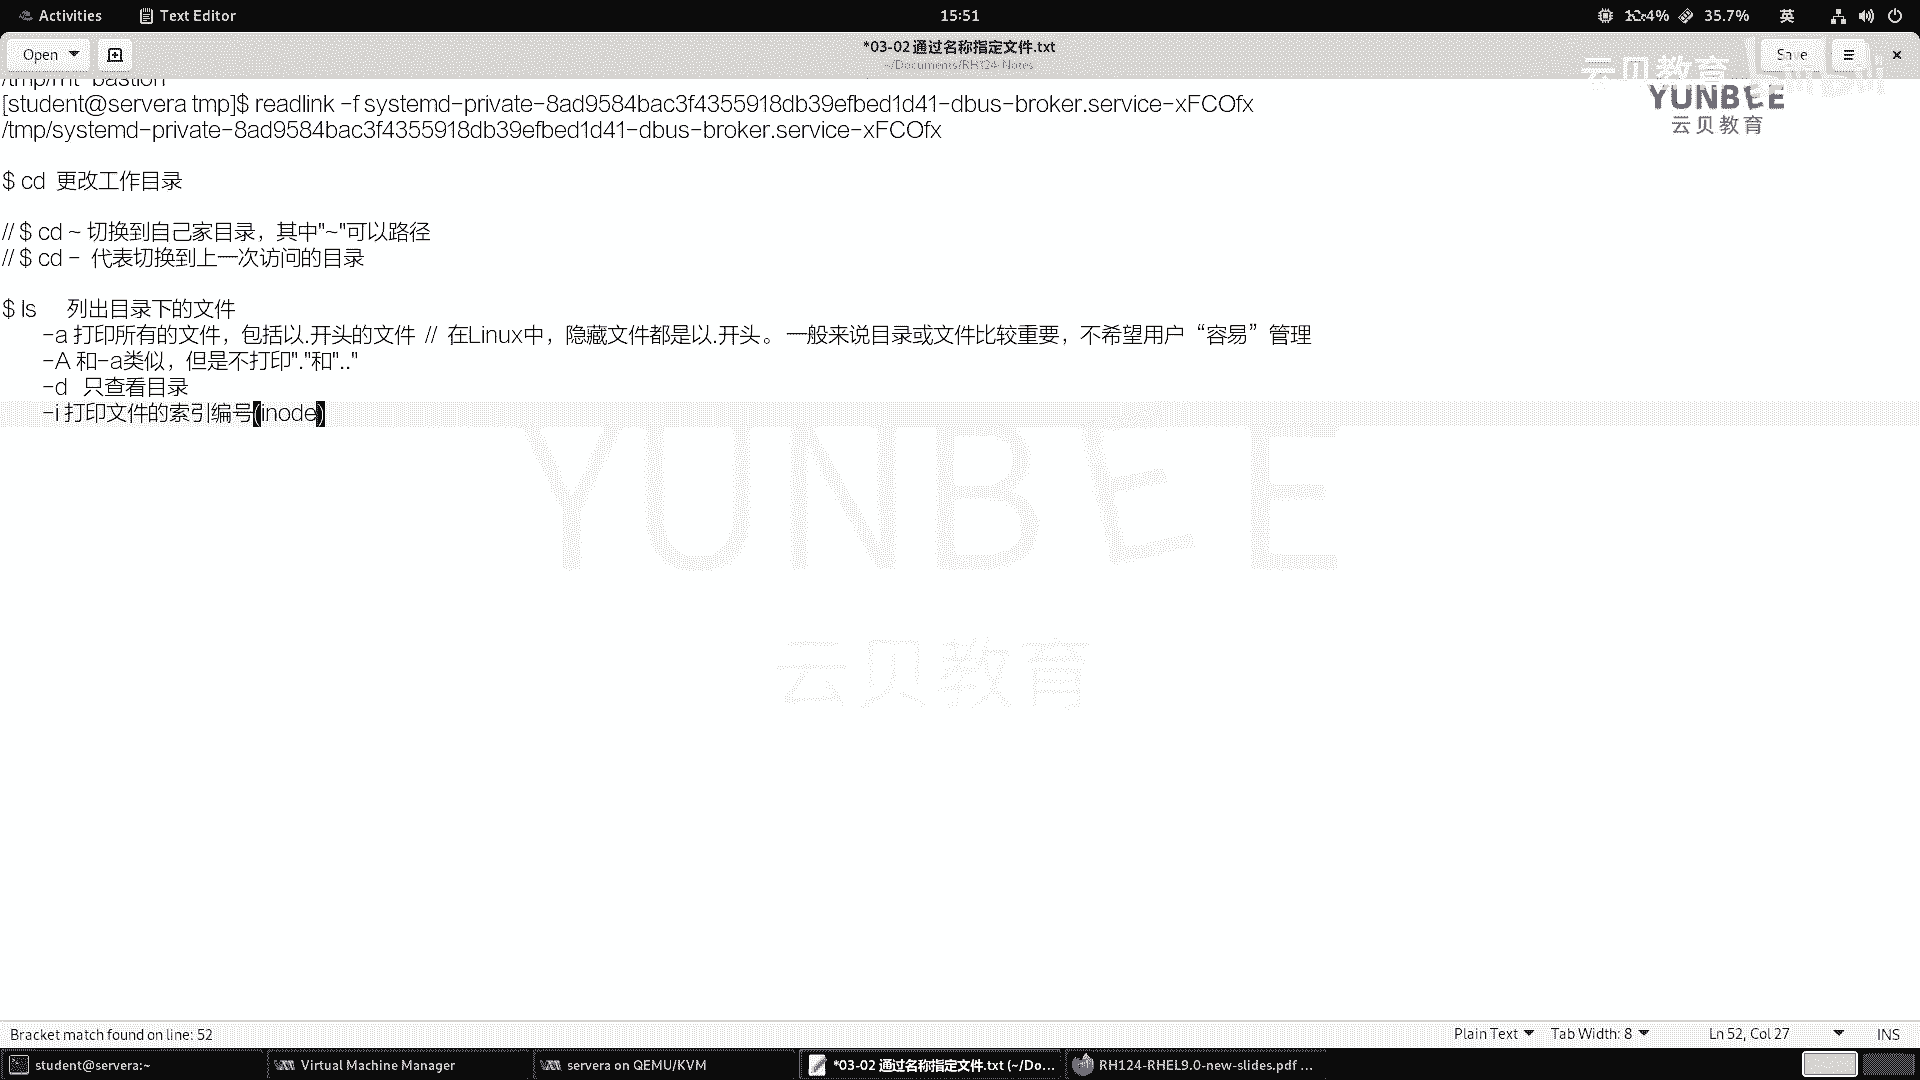 Activities
Text Editor
15:51
35.7%
英
Open
*03-02 通过名称指定文件.txt
~/Documents/RH124-Notes
Save
云贝教育
YUNBEE
云贝教育
/tmp/rht-bastion
[student@servera tmp]$ readlink -f systemd-private-8ad9584bac3f4355918db39efbed1d41-dbus-broker.service-xFCOfx
/tmp/systemd-private-8ad9584bac3f4355918db39efbed1d41-dbus-broker.service-xFCOfx
$ cd 更改工作目录
// $ cd ~ 切换到自己家目录，其中"~"可以路径
// $ cd - 代表切换到上一次访问的目录
$ ls 列出目录下的文件
-a 打印所有的文件，包括以.开头的文件 // 在Linux中，隐藏文件都是以.开头。一般来说目录或文件比较重要，不希望用户“容易”管理
-A 和-a类似，但是不打印"."和".."
-d 只查看目录
-i 打印文件的索引编号(inode)
YUNBEE
云贝教育
Bracket match found on line: 52
Plain Text
Tab Width: 8
Ln 52, Col 27
INS
student@servera:~
Virtual Machine Manager
servera on QEMU/KVM
*03-02 通过名称指定文件.txt (~/Do...
RH124-RHEL9.0-new-slides.pdf ...